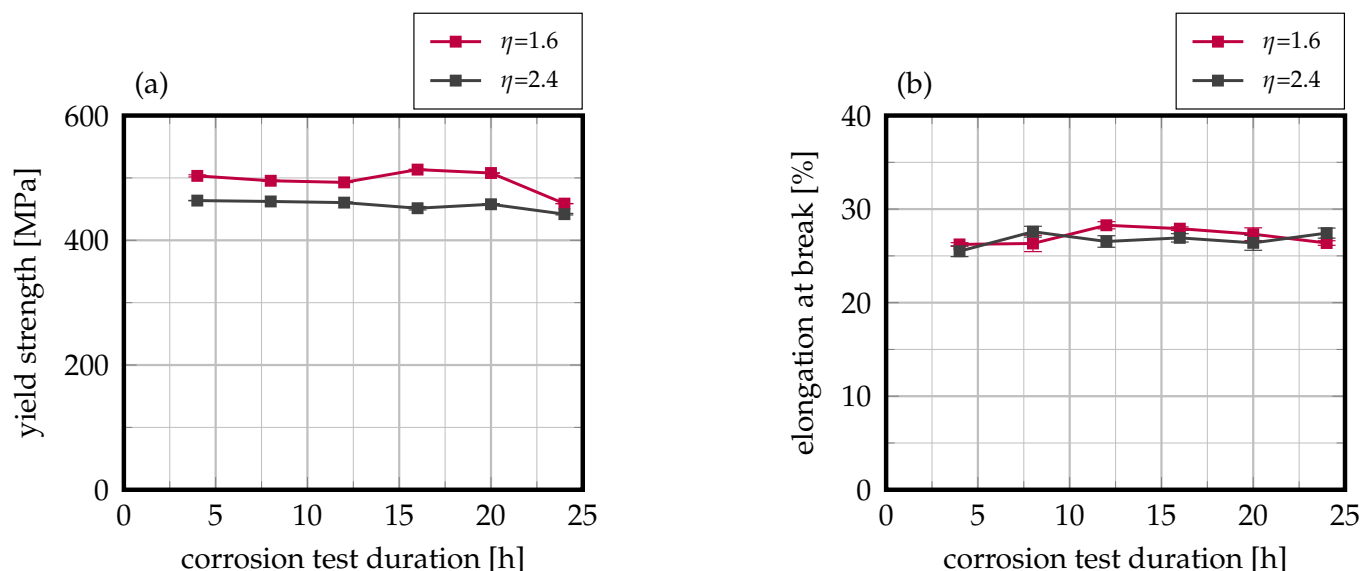 η=1.6
η=2.4
(a)
600
400
200
0
0 5 10 15 20 25
yield strength [MPa]
corrosion test duration [h]
η=1.6
η=2.4
(b)
40
30
20
10
0
0 5 10 15 20 25
elongation at break [%]
corrosion test duration [h]